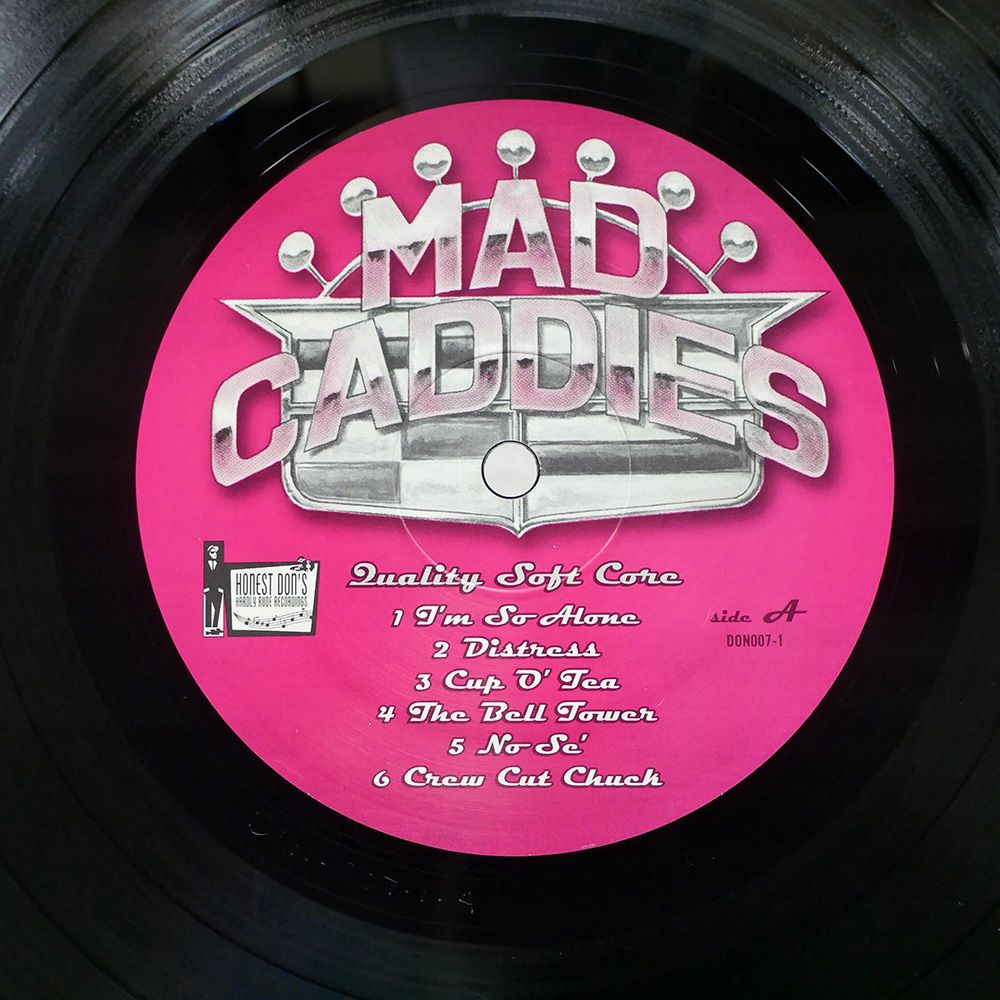 MAD
CADDIES
HONEST DON'S
HARDLY RUDE RECORDINGS
Quality Soft Core
1 I'm So Alone
2 Distress
3 Cup O' Tea
4 The Bell Tower
5 No Se'
6 Crew Cut Chuck
side A
DON007-1